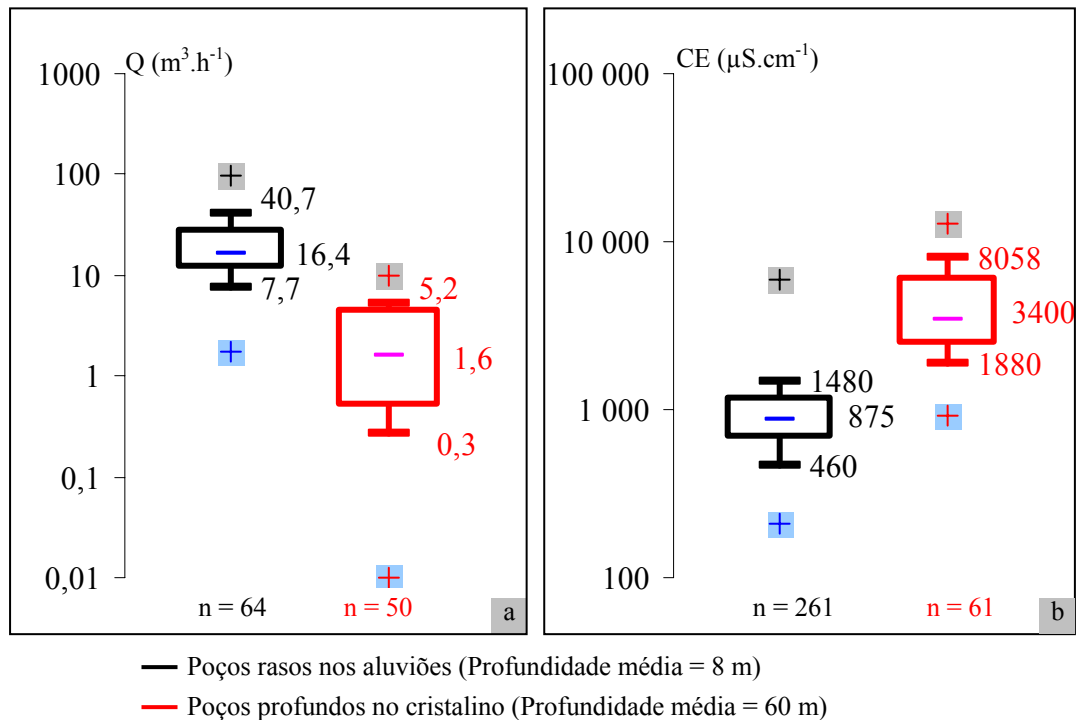 Q (m³.h⁻¹)
1000
100
10
1
0,1
0,01
40,7
16,4
7,7
5,2
1,6
0,3
n = 64
n = 50
a
CE (µS.cm⁻¹)
100 000
10 000
1 000
100
8058
3400
1880
1480
875
460
n = 261
n = 61
b
Poços rasos nos aluviões (Profundidade média = 8 m)
Poços profundos no cristalino (Profundidade média = 60 m)